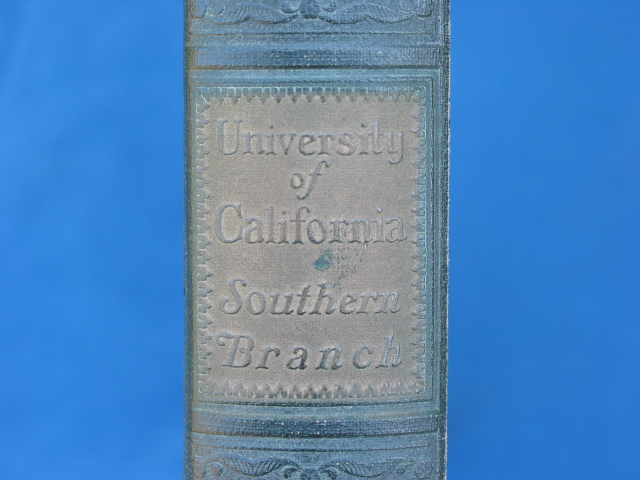 University
of
California
Southern
Branch